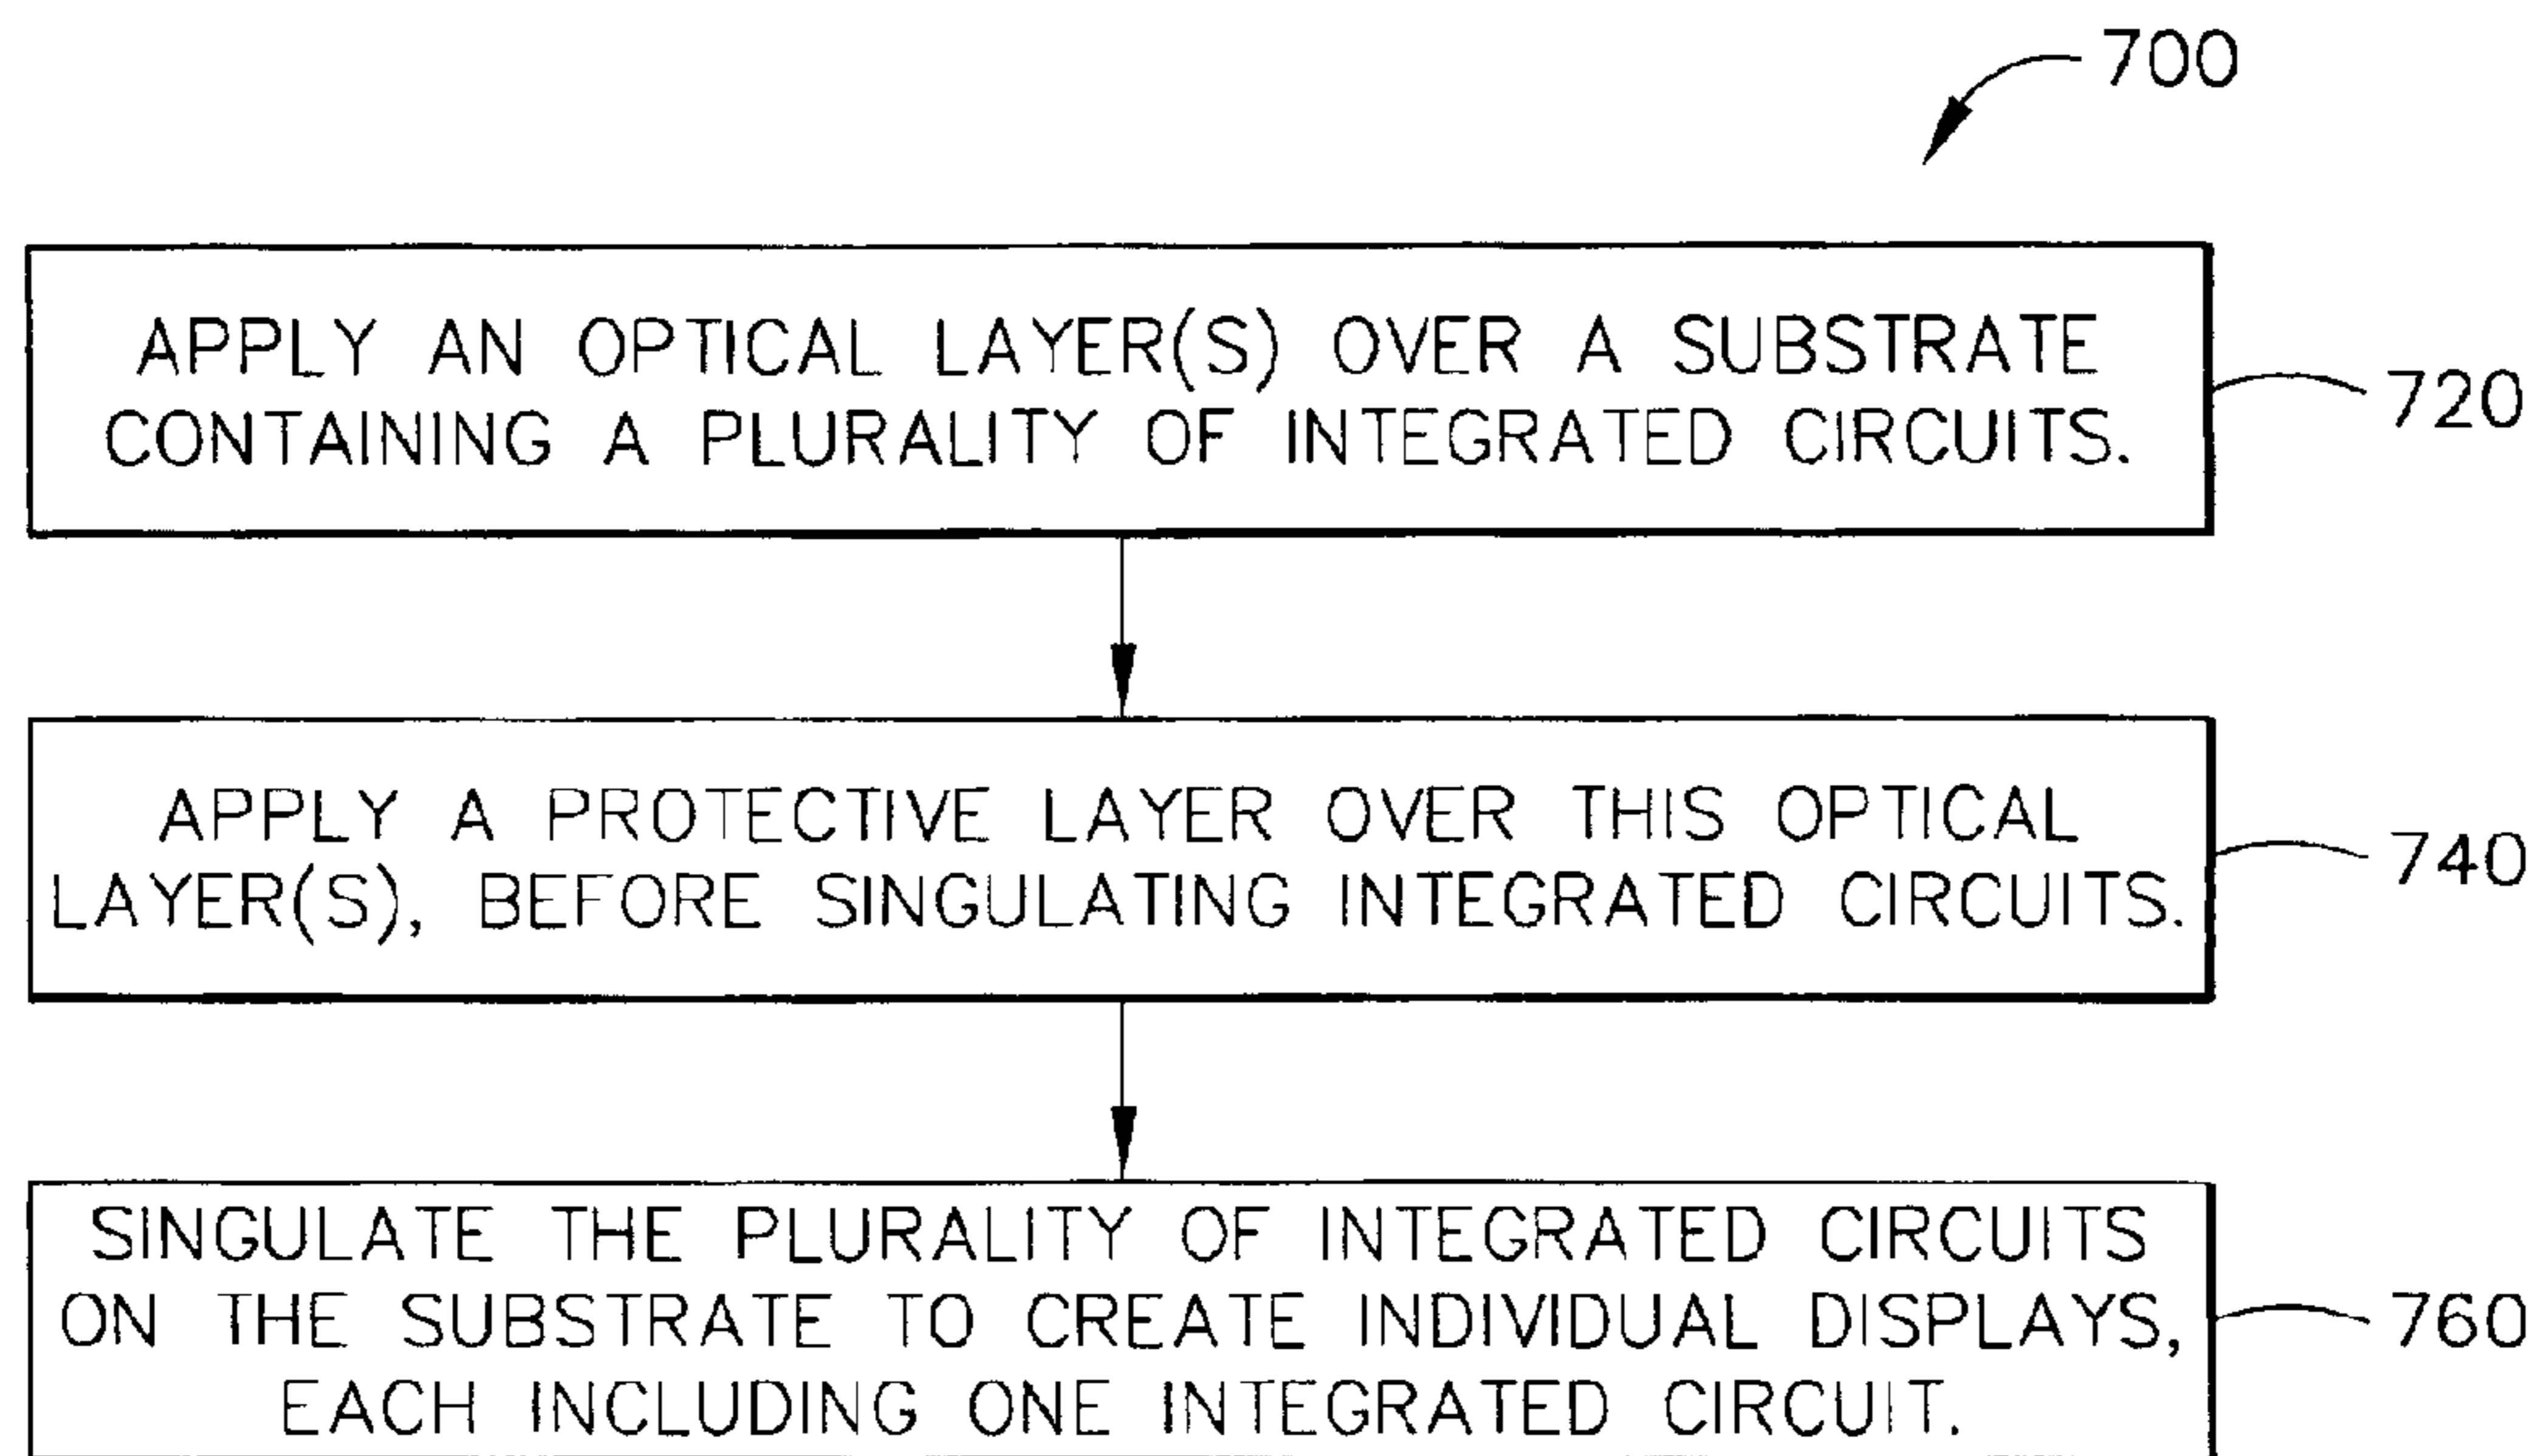 700
APPLY AN OPTICAL LAYER(S) OVER A SUBSTRATE
CONTAINING A PLURALITY OF INTEGRATED CIRCUITS.
720
APPLY A PROTECTIVE LAYER OVER THIS OPTICAL
LAYER(S), BEFORE SINGULATING INTEGRATED CIRCUITS.
740
SINGULATE THE PLURALITY OF INTEGRATED CIRCUITS
ON THE SUBSTRATE TO CREATE INDIVIDUAL DISPLAYS,
EACH INCLUDING ONE INTEGRATED CIRCUIT.
760